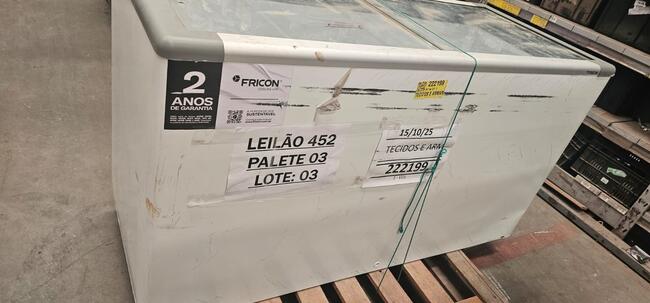 2
ANOS
DE GARANTIA
FRICON
SUSTENTÁVEL
222199
LEILÃO 452
PALETE 03
LOTE: 03
15/10/25
TECIDOS E ARM
222199